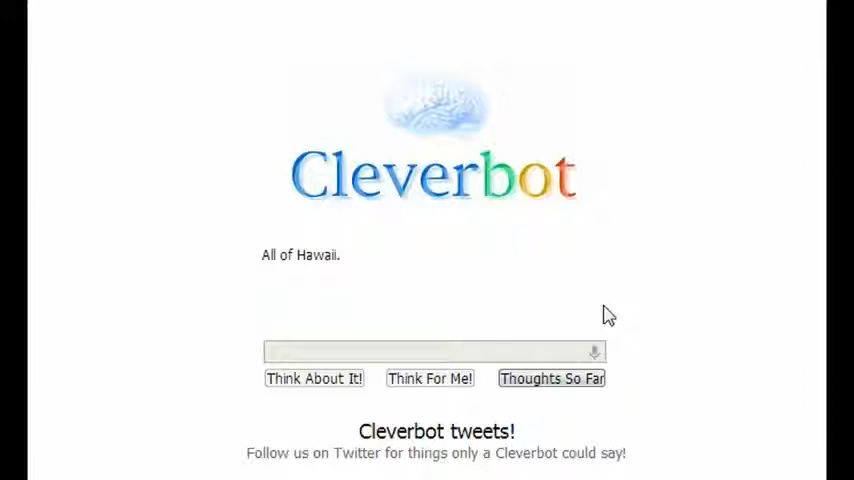 Cleverbot
All of Hawaii.
Think About It!
Think For Me!
Thoughts So Far
Cleverbot tweets!
Follow us on Twitter for things only a Cleverbot could say!